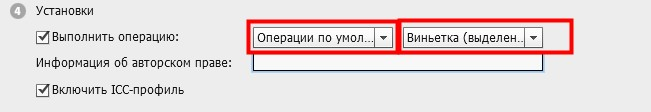 4 Установки
Выполнить операцию: Операции по умол... Виньетка (выделен...
Информация об авторском праве:
Включить ICC-профиль